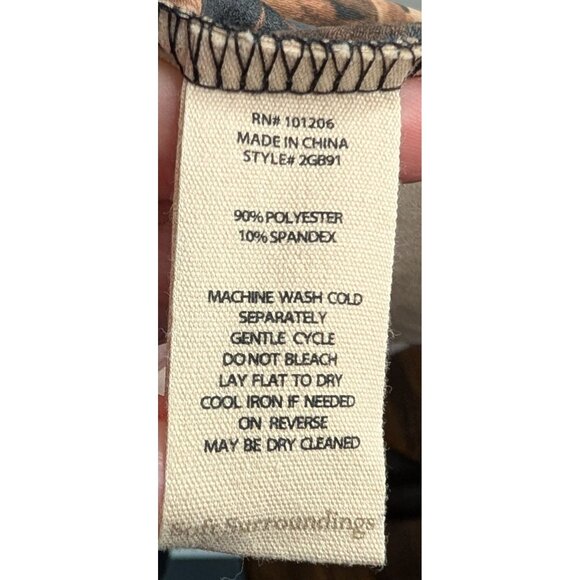 RN# 101206
MADE IN CHINA
STYLE# 2GB91
90% POLYESTER
10% SPANDEX
MACHINE WASH COLD
SEPARATELY
GENTLE CYCLE
DO NOT BLEACH
LAY FLAT TO DRY
COOL IRON IF NEEDED
ON REVERSE
MAY BE DRY CLEANED
Soft Surroundings